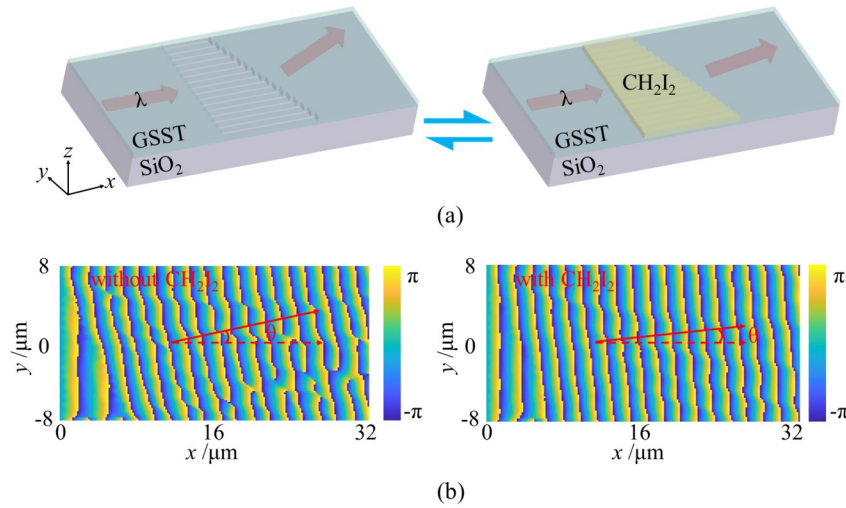 λ
GSST
SiO₂
z
y
x
CH₂I₂
λ
GSST
SiO₂
(a)
8
0
-8
y /μm
without CH₂I₂
θ
0
16
32
x /μm
π
-π
8
0
-8
y /μm
with CH₂I₂
θ
0
16
32
x /μm
π
-π
(b)